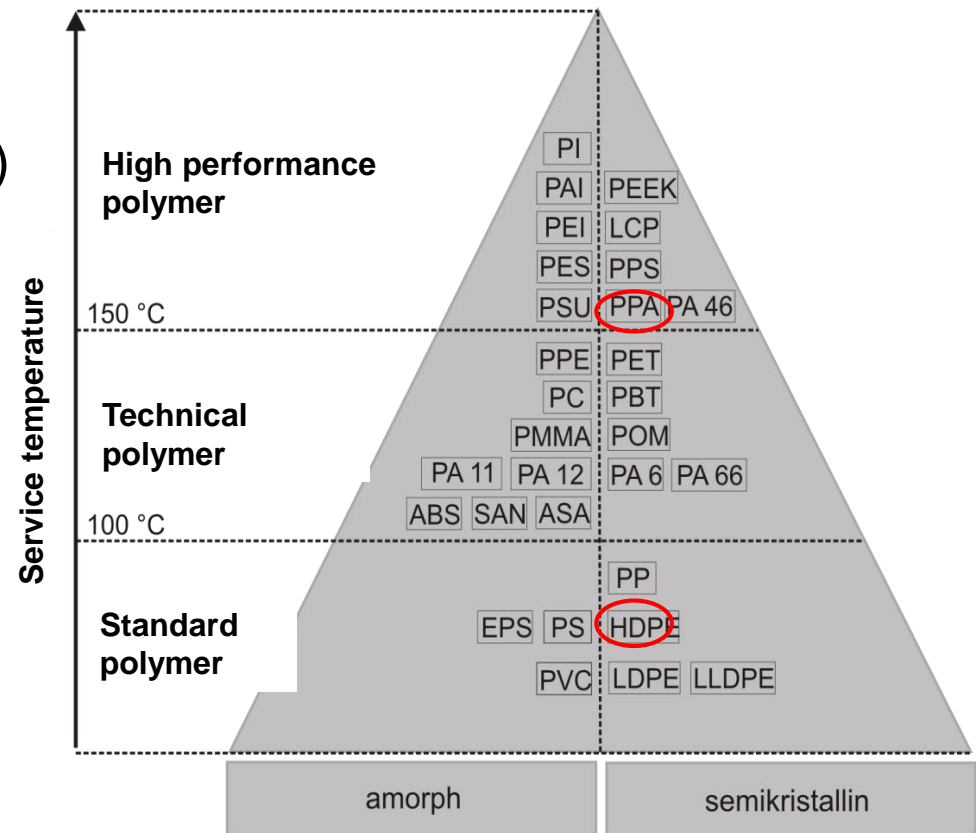 )
High performance
polymer
PI
PAI PEEK
PEI LCP
PES PPS
150 °C
PSU PPA PA 46
Service temperature
Technical
polymer
PPE PET
PC PBT
PMMA POM
PA 11 PA 12 PA 6 PA 66
100 °C
ABS SAN ASA
Standard
polymer
PP
EPS PS HDPE
PVC LDPE LLDPE
amorph semikristallin